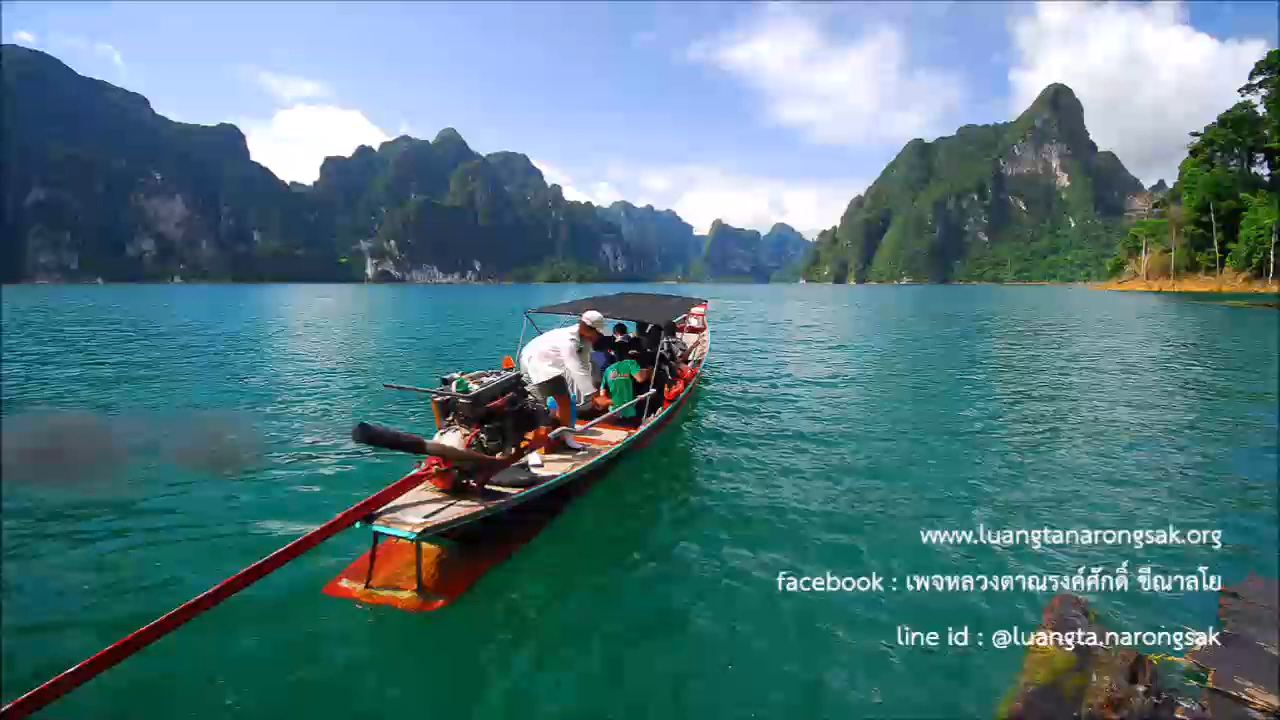 www.luangtanarongsak.org
facebook : เพจหลวงตาณรงค์ศักดิ์ ขีณาลโย
line id : @luangta.narongsak